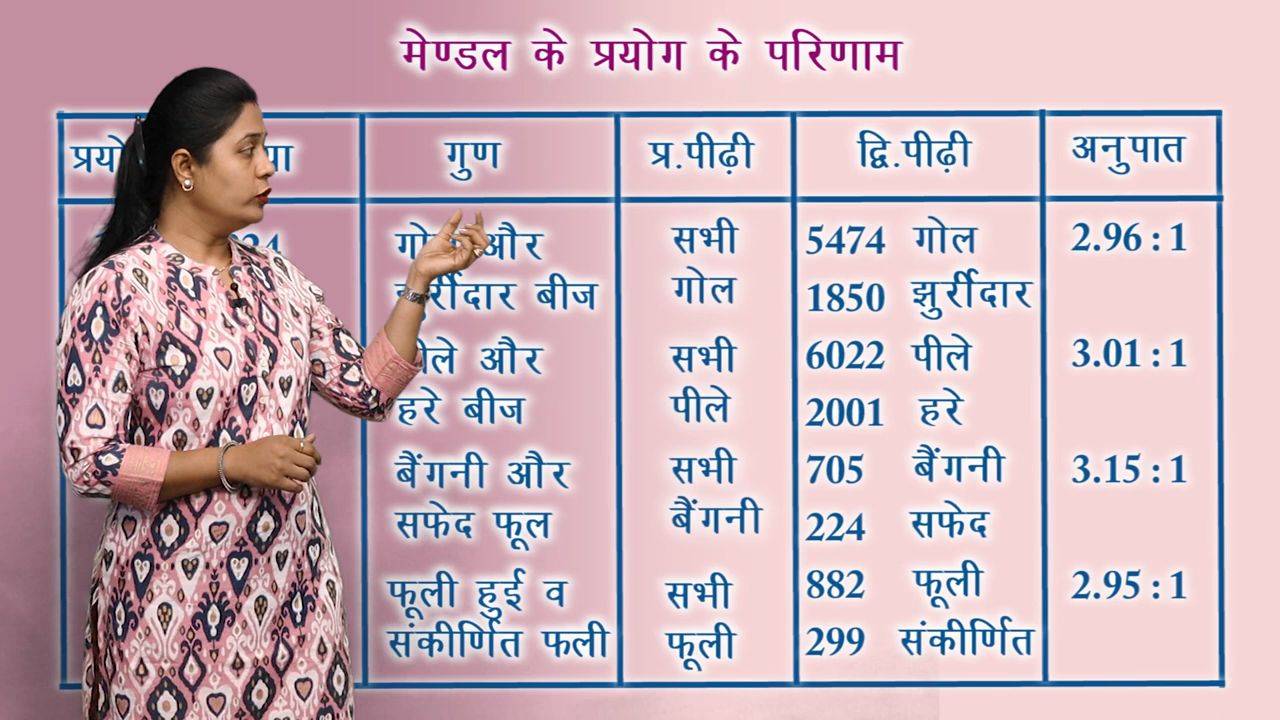 मेण्डल के प्रयोग के परिणाम
गुण प्र.पीढ़ी द्वि.पीढ़ी अनुपात
और सभी 5474 गोल 2.96 : 1
बीज गोल 1850 झुर्रीदार
और सभी 6022 पीले 3.01 : 1
हरे बीज पीले 2001 हरे
बैंगनी और सभी 705 बैंगनी 3.15 : 1
सफेद फूल बैंगनी 224 सफेद
फूली हुई व सभी 882 फूली 2.95 : 1
संकीर्णित फली फूली 299 संकीर्णित